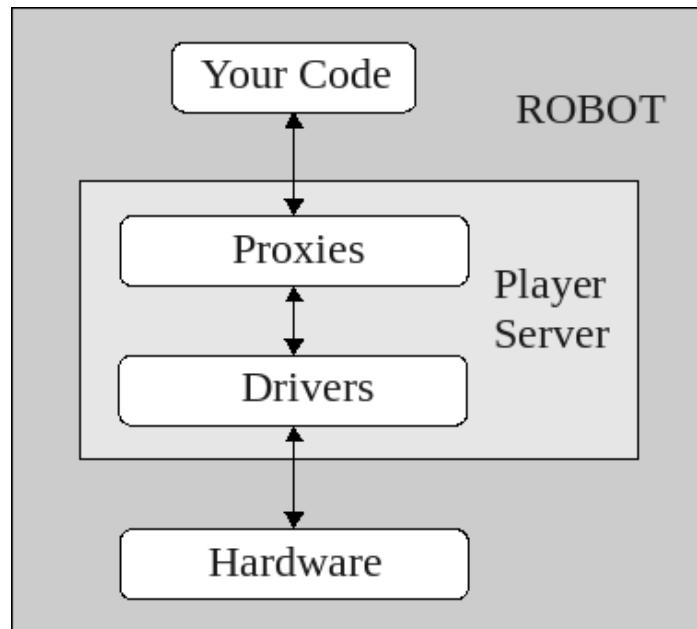 Your Code
ROBOT
Proxies
Player
Server
Drivers
Hardware